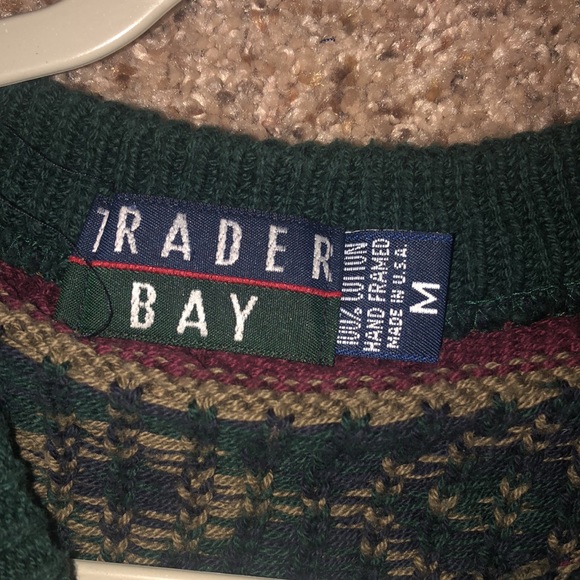 TRADER
BAY
100% COTTON
HAND FRAMED
MADE IN U.S.A.
M